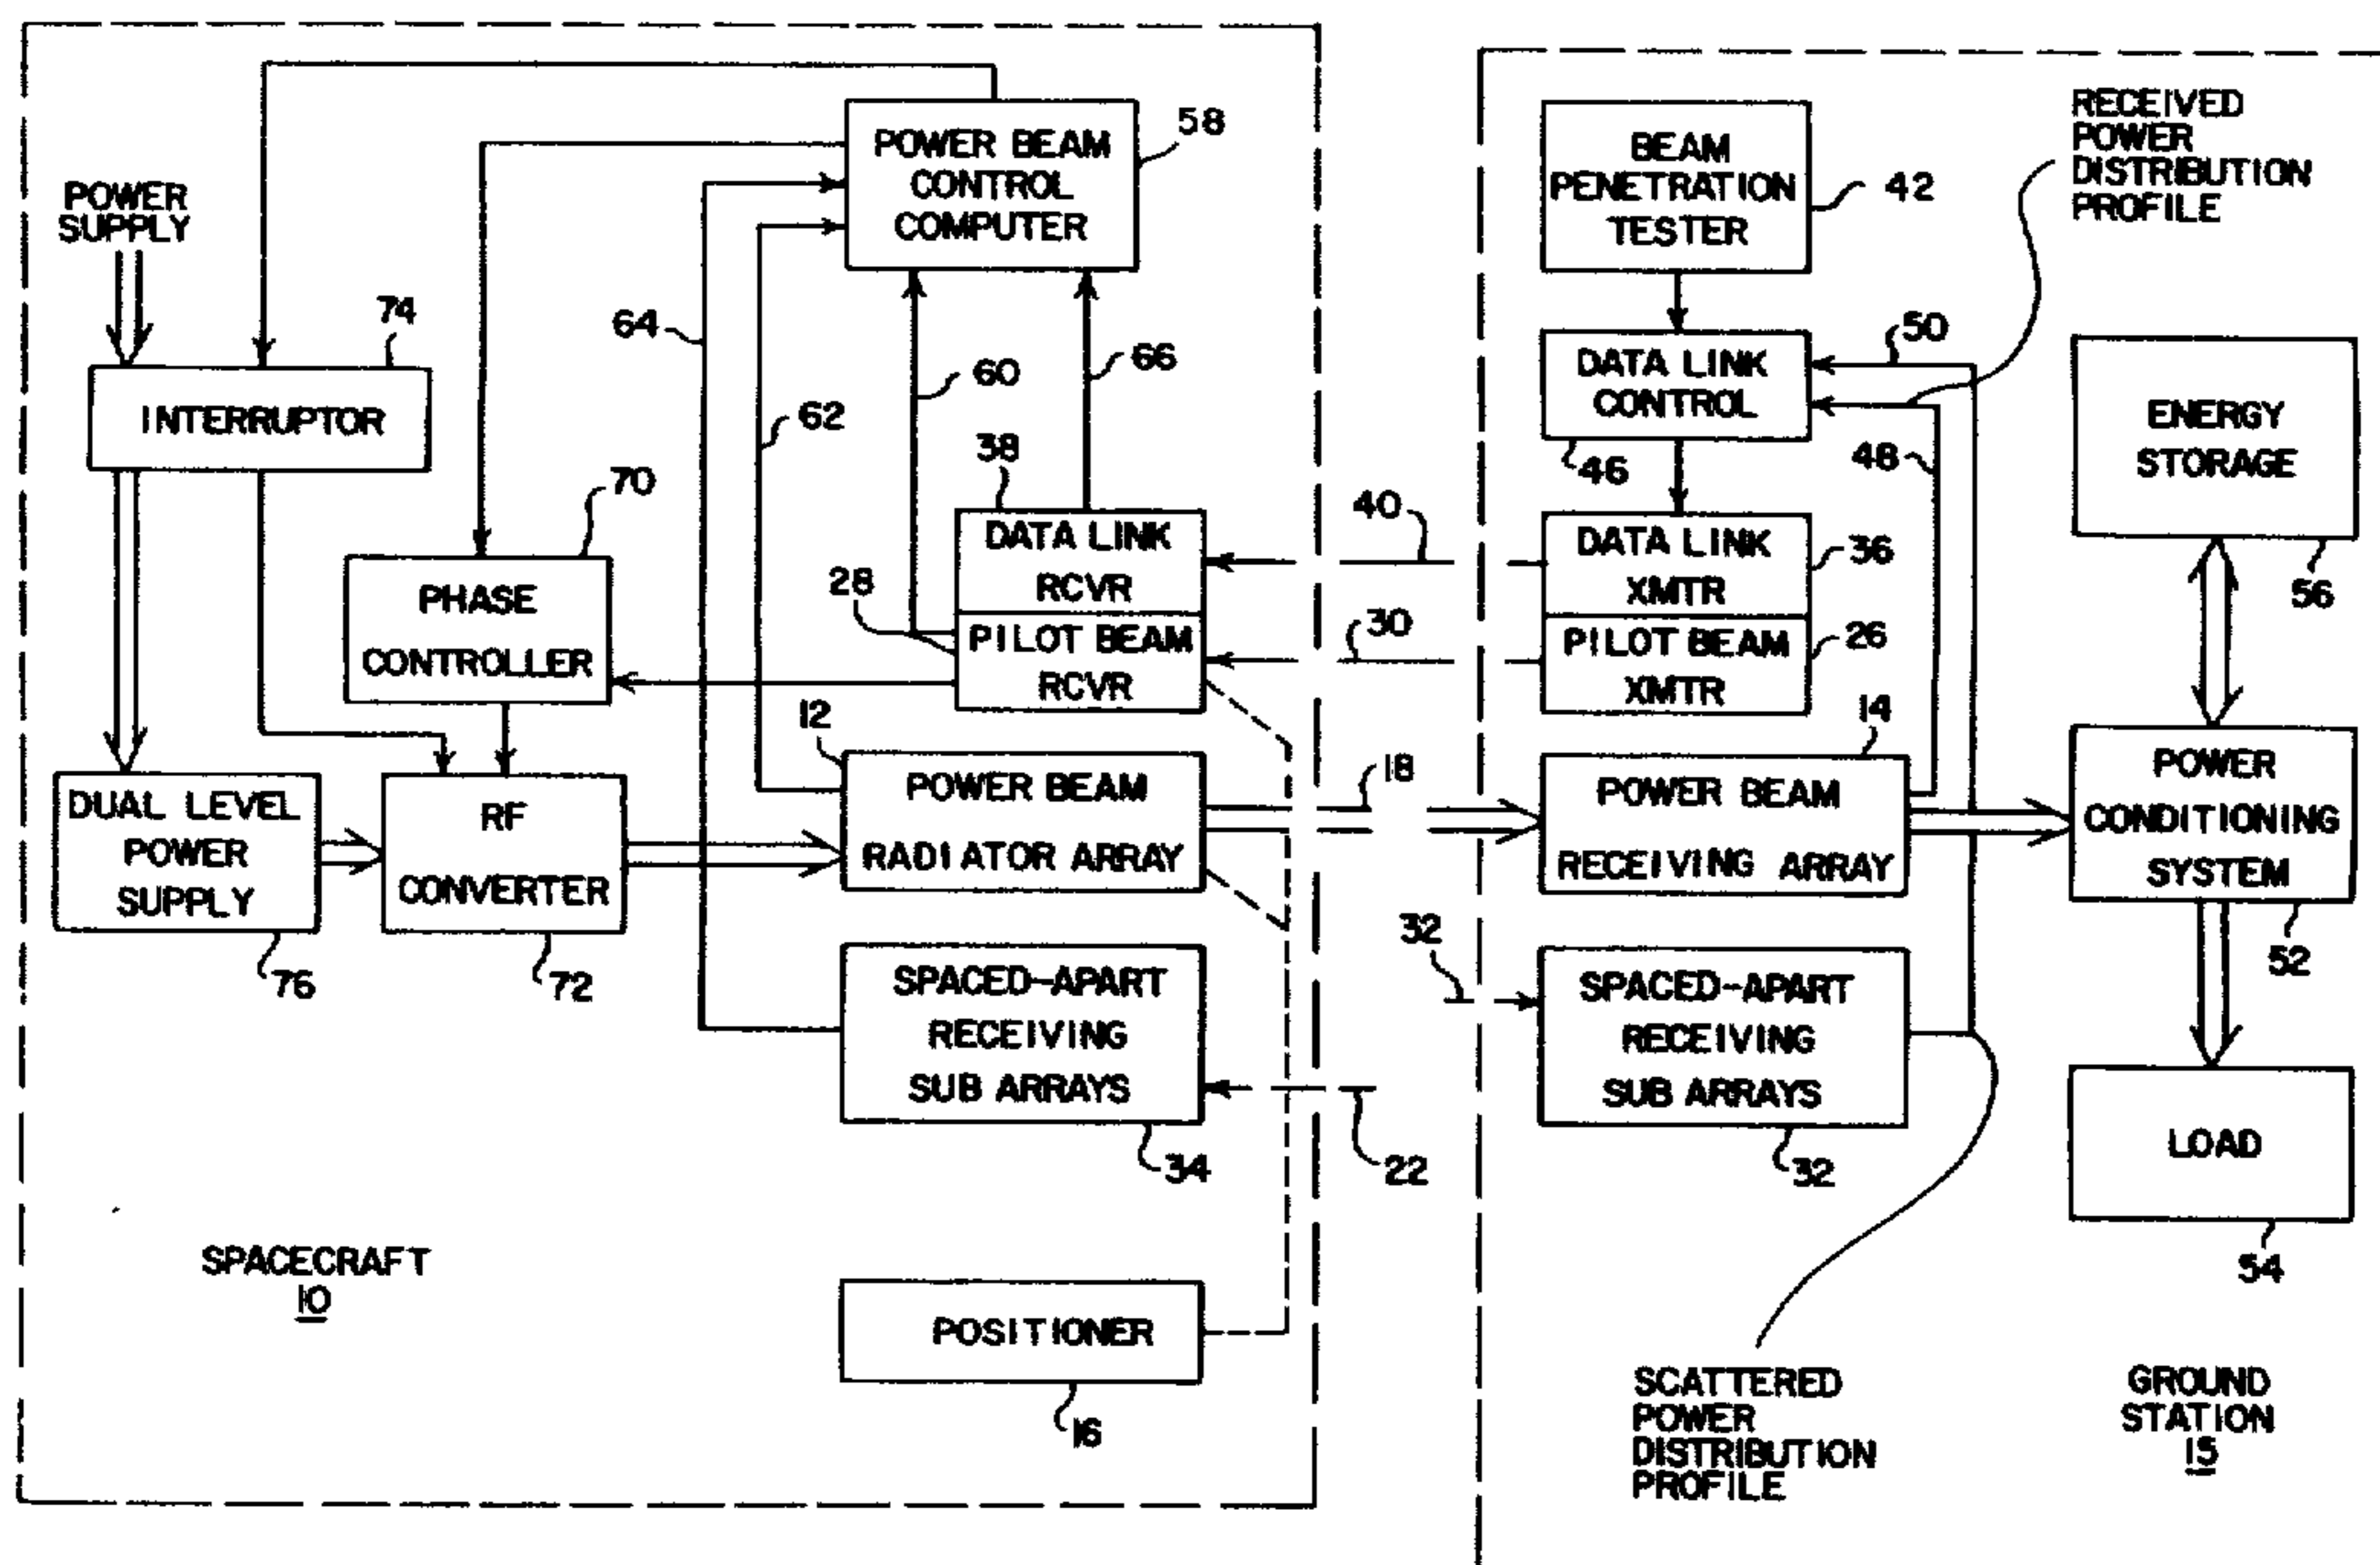 POWER
SUPPLY
74
INTERRUPTOR
POWER BEAM
CONTROL
COMPUTER
58
64
62
60
66
70
PHASE
CONTROLLER
38
DATA LINK
RCVR
28
PILOT BEAM
RCVR
12
POWER BEAM
RADIATOR ARRAY
DUAL LEVEL
POWER
SUPPLY
76
RF
CONVERTER
72
SPACED-APART
RECEIVING
SUB ARRAYS
34
22
POSITIONER
16
SPACECRAFT
10
40
30
18
32
BEAM
PENETRATION
TESTER
42
RECEIVED
POWER
DISTRIBUTION
PROFILE
DATA LINK
CONTROL
46
50
48
DATA LINK
XMTR
36
PILOT BEAM
XMTR
26
14
POWER BEAM
RECEIVING ARRAY
SPACED-APART
RECEIVING
SUB ARRAYS
32
ENERGY
STORAGE
56
POWER
CONDITIONING
SYSTEM
52
LOAD
54
SCATTERED
POWER
DISTRIBUTION
PROFILE
GROUND
STATION
15